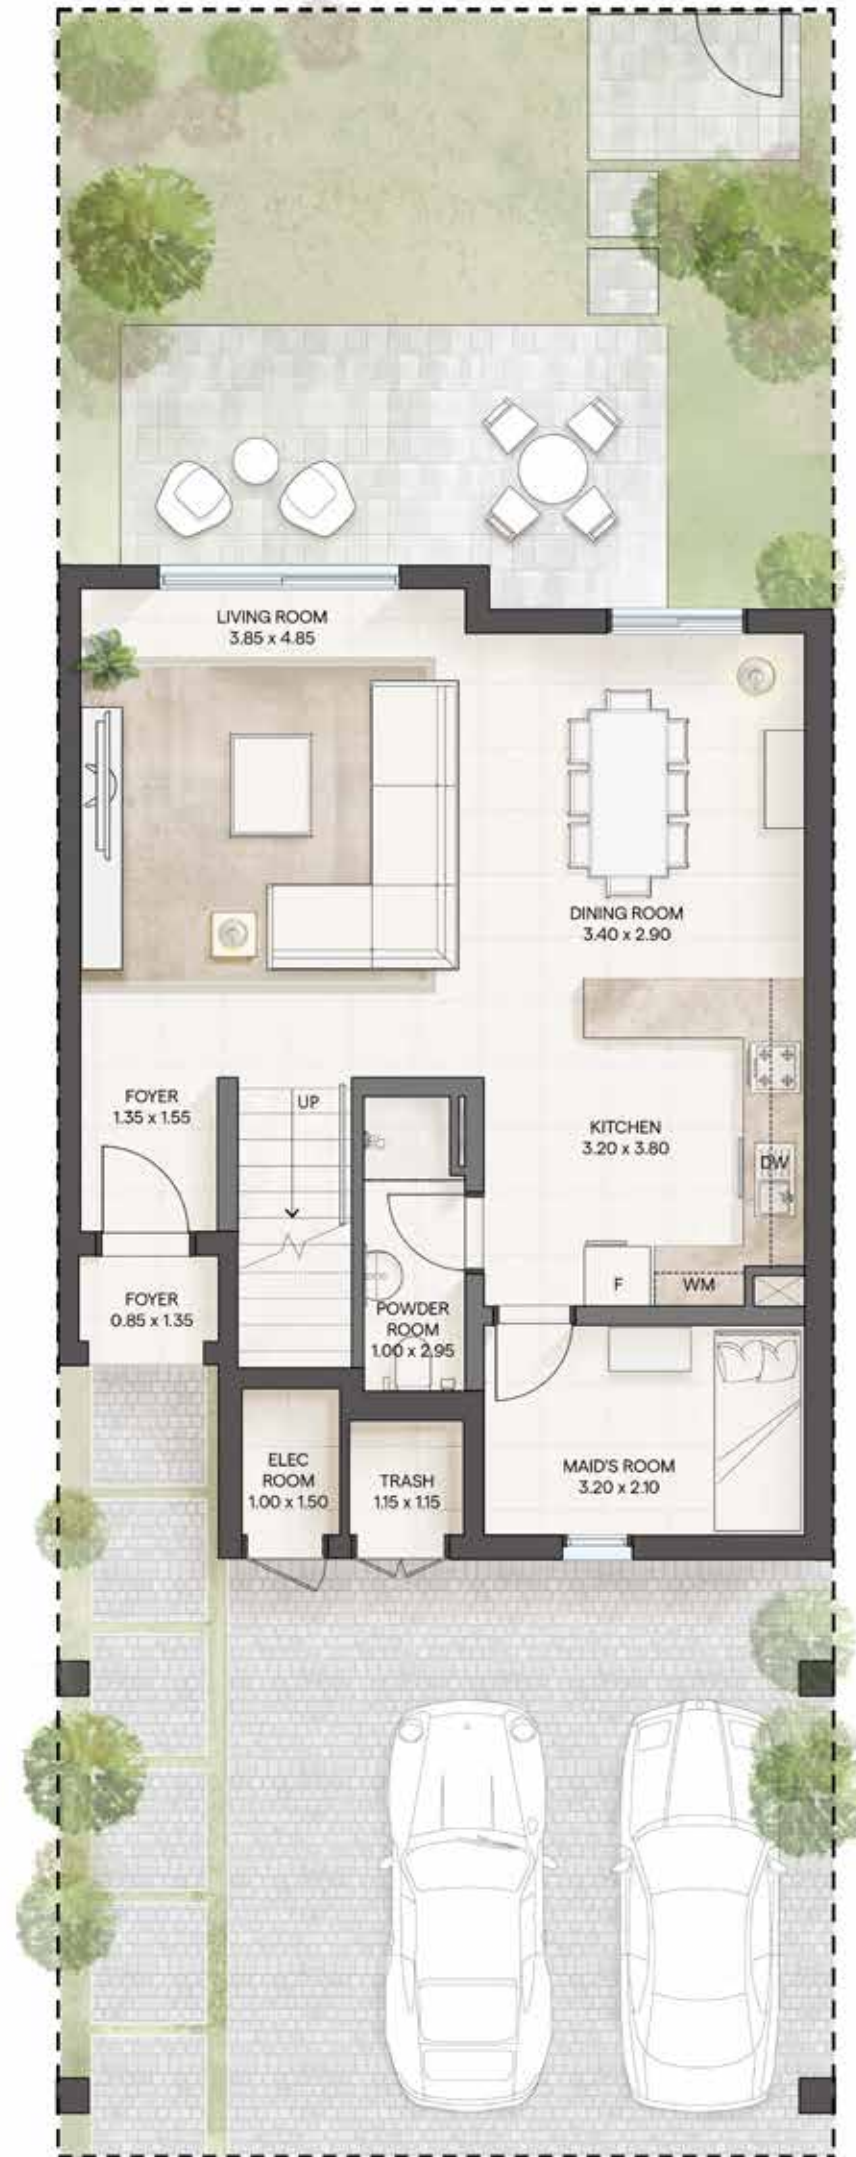 LIVING ROOM
3.85 x 4.85
DINING ROOM
3.40 x 2.90
FOYER
1.35 x 1.55
UP
KITCHEN
3.20 x 3.80
DW
F
WM
FOYER
0.85 x 1.35
POWDER
ROOM
1.00 x 2.95
ELEC
ROOM
1.00 x 1.50
TRASH
1.15 x 1.15
MAID'S ROOM
3.20 x 2.10